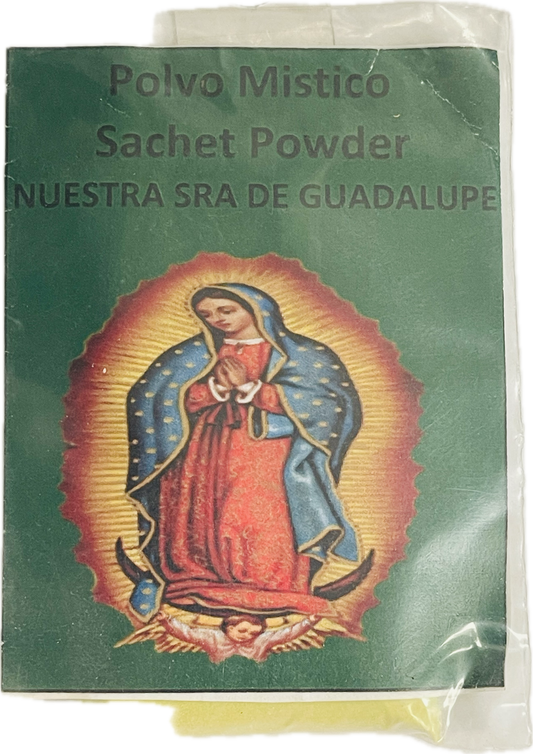 Polvo Mistico
Sachet Powder
NUESTRA SRA DE GUADALUPE